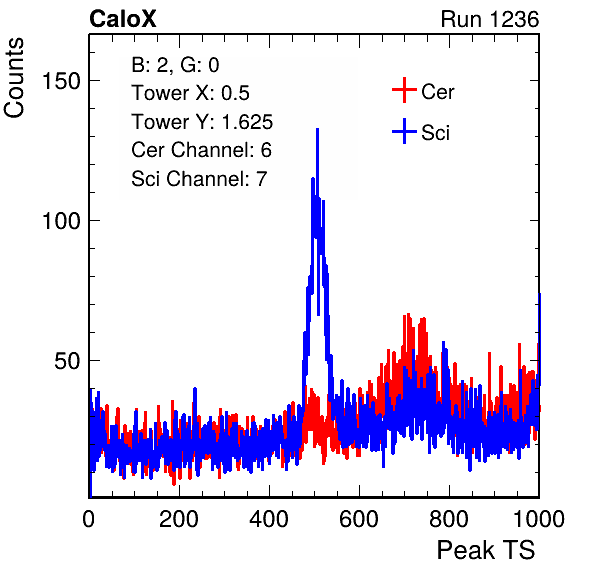 CaloX Run 1236
Counts
B: 2, G: 0
Tower X: 0.5
Tower Y: 1.625
Cer Channel: 6
Sci Channel: 7
Cer
Sci
150
100
50
0 200 400 600 800 1000
Peak TS